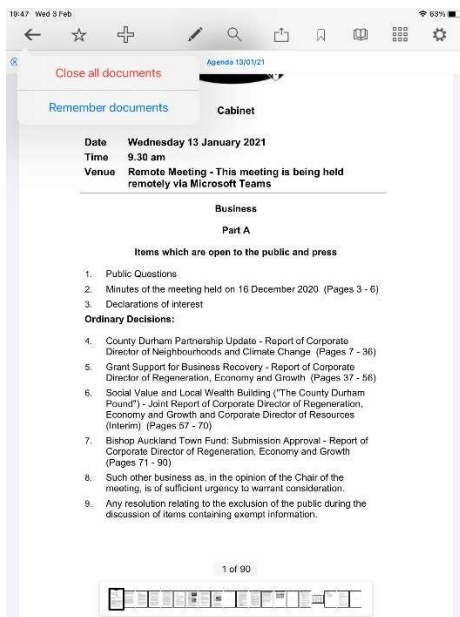 19:47 Wed 3 Feb
63%
Agenda 13/01/21
Close all documents
Remember documents
Cabinet
Date Wednesday 13 January 2021
Time 9.30 am
Venue Remote Meeting - This meeting is being held
remotely via Microsoft Teams
Business
Part A
Items which are open to the public and press
1. Public Questions
2. Minutes of the meeting held on 16 December 2020 (Pages 3 - 6)
3. Declarations of interest
Ordinary Decisions:
4. County Durham Partnership Update - Report of Corporate
Director of Neighbourhoods and Climate Change (Pages 7 - 36)
5. Grant Support for Business Recovery - Report of Corporate
Director of Regeneration, Economy and Growth (Pages 37 - 56)
6. Social Value and Local Wealth Building ("The County Durham
Pound") - Joint Report of Corporate Director of Regeneration,
Economy and Growth and Corporate Director of Resources
(Interim) (Pages 57 - 70)
7. Bishop Auckland Town Fund: Submission Approval - Report of
Corporate Director of Regeneration, Economy and Growth
(Pages 71 - 90)
8. Such other business as, in the opinion of the Chair of the
meeting, is of sufficient urgency to warrant consideration.
9. Any resolution relating to the exclusion of the public during the
discussion of items containing exempt information.
1 of 90